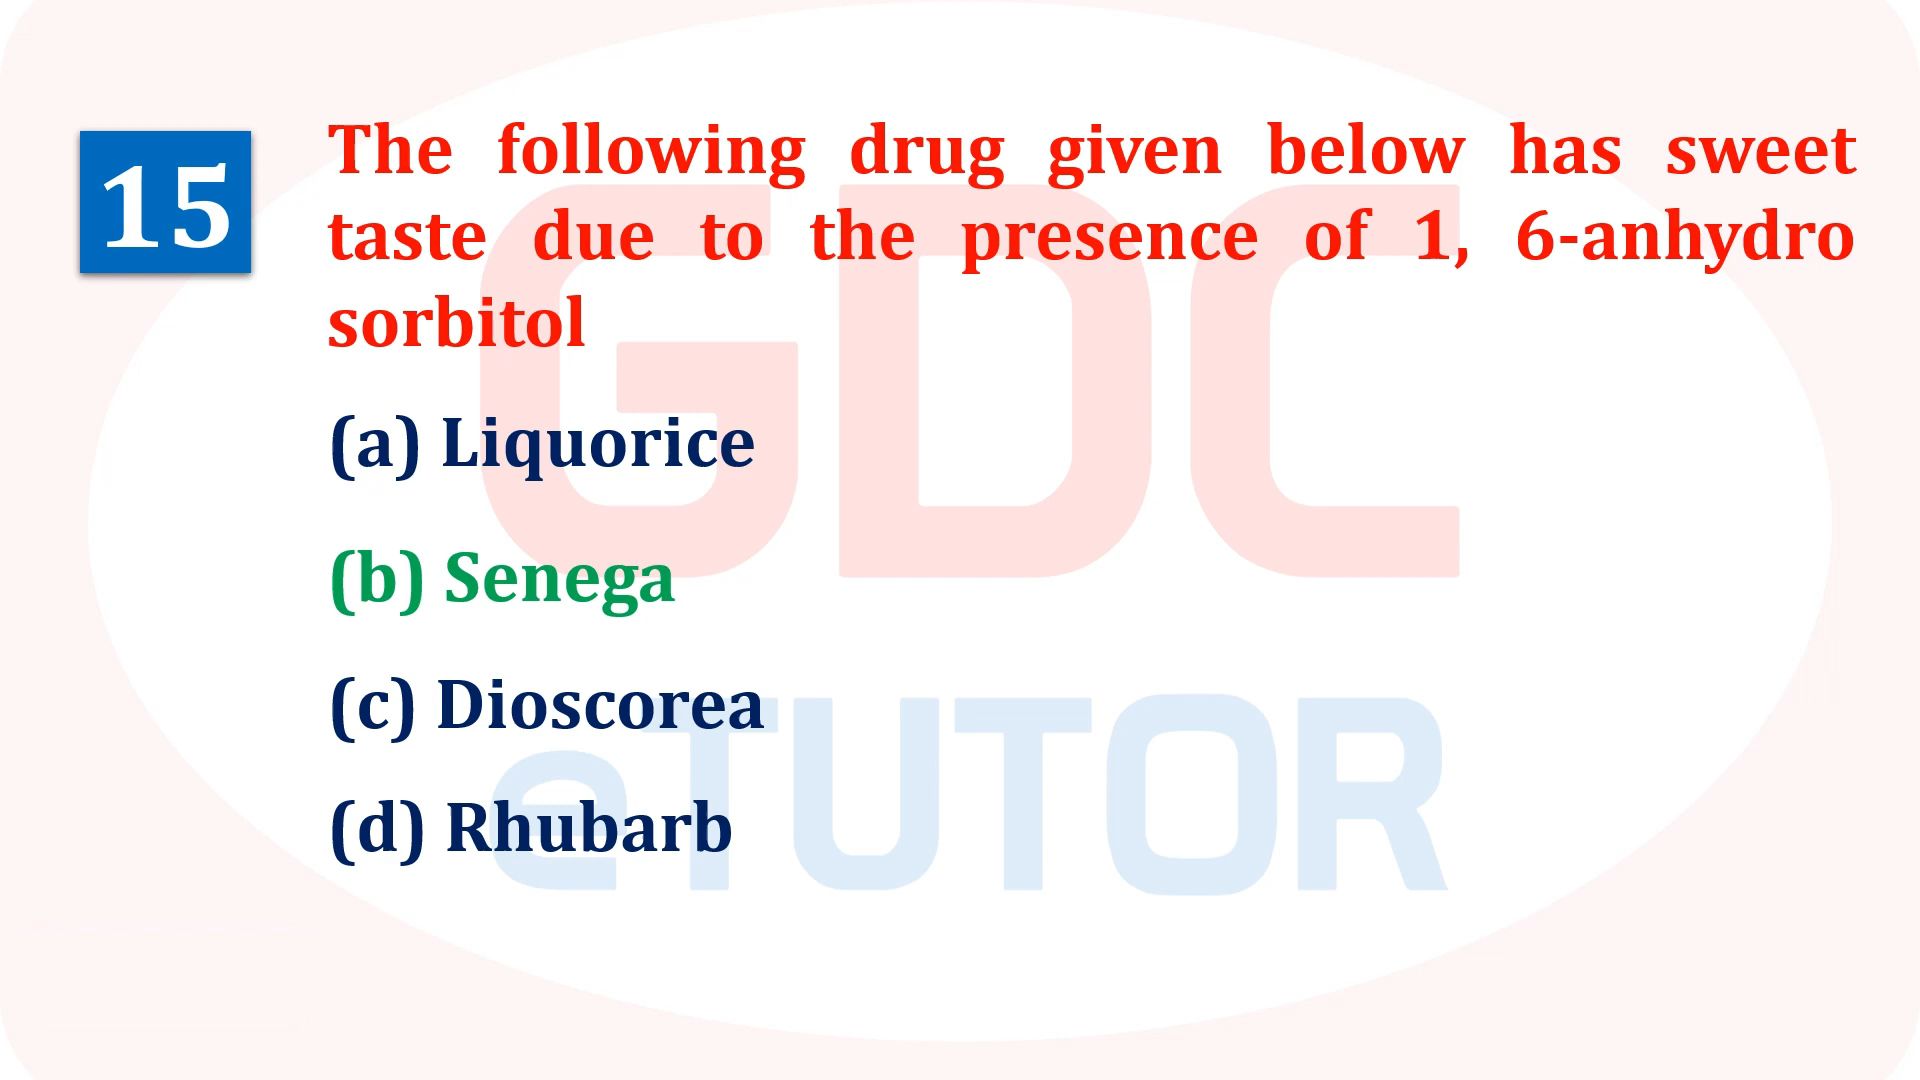 15
The following drug given below has sweet
taste due to the presence of 1, 6-anhydro
sorbitol
(a) Liquorice
(b) Senega
(c) Dioscorea
(d) Rhubarb
GDC
eTUTOR